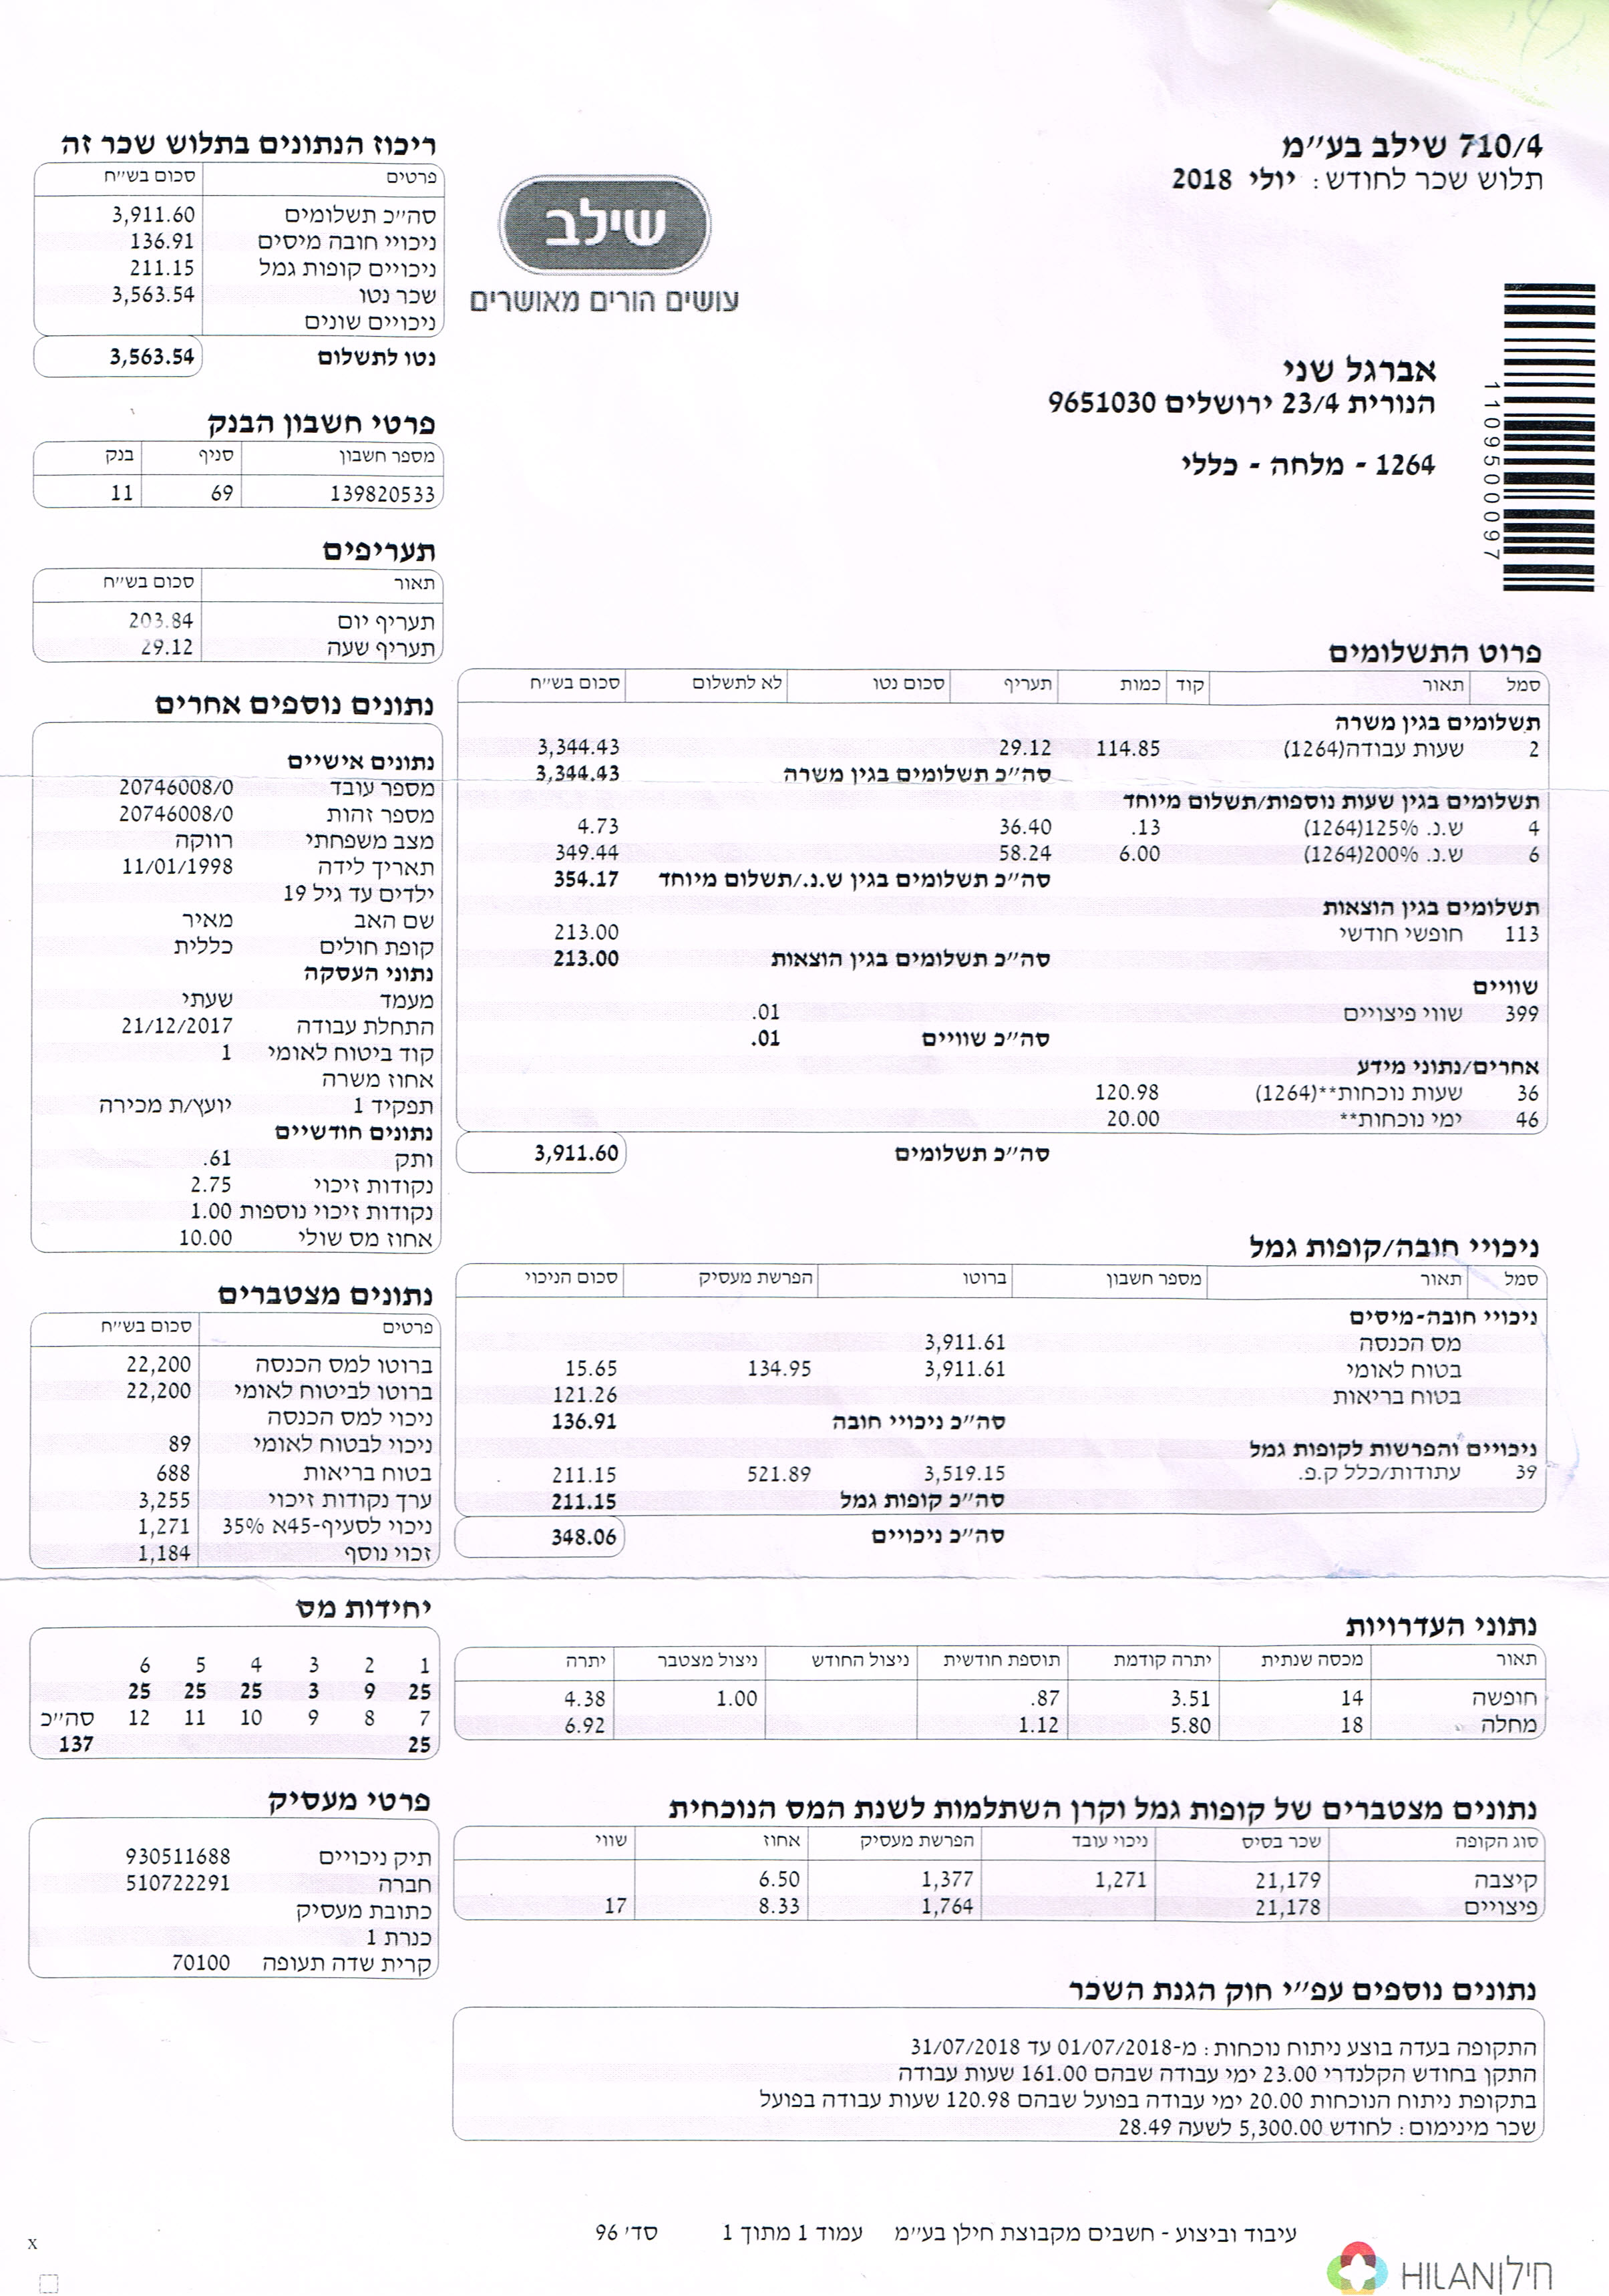 710/4 שילב בע"מ
תלוש שכר לחודש: יולי 2018
שילב
עושים הורים מאושרים
11095000097
אברגל שני
הנורית 23/4 ירושלים 9651030
1264 - מלחה - כללי
ריכוז הנתונים בתלוש שכר זה
פרטים סכום בש"ח
סה"כ תשלומים 3,911.60
ניכויי חובה מיסים 136.91
ניכויים קופות גמל 211.15
שכר נטו 3,563.54
ניכויים שונים
נטו לתשלום 3,563.54
פרטי חשבון הבנק
מספר חשבון סניף בנק
139820533 69 11
תעריפים
תאור סכום בש"ח
תעריף יום 203.84
תעריף שעה 29.12
פרוט התשלומים
סמל תאור קוד כמות תעריף סכום נטו לא לתשלום סכום בש"ח
תשלומים בגין משרה
2 שעות עבודה(1264) 114.85 29.12 3,344.43
סה"כ תשלומים בגין משרה 3,344.43
תשלומים בגין שעות נוספות/תשלום מיוחד
4 ש.נ. 125%(1264) .13 36.40 4.73
6 ש.נ. 200%(1264) 6.00 58.24 349.44
סה"כ תשלומים בגין ש.נ./תשלום מיוחד 354.17
תשלומים בגין הוצאות
113 חופשי חודשי 213.00
סה"כ תשלומים בגין הוצאות 213.00
שוויים
399 שווי פיצויים .01
סה"כ שוויים .01
אחרים/נתוני מידע
36 שעות נוכחות**(1264) 120.98
46 ימי נוכחות** 20.00
סה"כ תשלומים 3,911.60
נתונים נוספים אחרים
נתונים אישיים
מספר עובד 20746008/0
מספר זהות 20746008/0
מצב משפחתי רווקה
תאריך לידה 11/01/1998
ילדים עד גיל 19
שם האב מאיר
קופת חולים כללית
נתוני העסקה
מעמד שעתי
התחלת עבודה 21/12/2017
קוד ביטוח לאומי 1
אחוז משרה
תפקיד 1 יועץ/ת מכירה
נתונים חודשיים
ותק .61
נקודות זיכוי 2.75
נקודות זיכוי נוספות 1.00
אחוז מס שולי 10.00
ניכויי חובה/קופות גמל
סמל תאור מספר חשבון ברוטו הפרשת מעסיק סכום הניכוי
ניכויי חובה-מיסים
מס הכנסה 3,911.61
בטוח לאומי 3,911.61 134.95 15.65
בטוח בריאות 121.26
סה"כ ניכויי חובה 136.91
ניכויים והפרשות לקופות גמל
39 עתודות/כלל ק.פ. 3,519.15 521.89 211.15
סה"כ קופות גמל 211.15
סה"כ ניכויים 348.06
נתונים מצטברים
פרטים סכום בש"ח
ברוטו למס הכנסה 22,200
ברוטו לביטוח לאומי 22,200
ניכוי למס הכנסה
ניכוי לבטוח לאומי 89
בטוח בריאות 688
ערך נקודות זיכוי 3,255
ניכוי לסעיף-45א 35% 1,271
זכוי נוסף 1,184
נתוני העדרויות
תאור מכסה שנתית יתרה קודמת תוספת חודשית ניצול החודש ניצול מצטבר יתרה
חופשה 14 3.51 .87 1.00 4.38
מחלה 18 5.80 1.12 6.92
יחידות מס
1 2 3 4 5 6
25 9 3 25 25 25
7 8 9 10 11 12 סה"כ
25 137
נתונים מצטברים של קופות גמל וקרן השתלמות לשנת המס הנוכחית
סוג הקופה שכר בסיס ניכוי עובד הפרשת מעסיק אחוז שווי
קיצבה 21,179 1,271 1,377 6.50
פיצויים 21,178 1,764 8.33 17
פרטי מעסיק
תיק ניכויים 930511688
חברה 510722291
כתובת מעסיק
כנרת 1
קרית שדה תעופה 70100
נתונים נוספים עפ"י חוק הגנת השכר
התקופה בעדה בוצע ניתוח נוכחות: מ-01/07/2018 עד 31/07/2018
התקן בחודש הקלנדרי 23.00 ימי עבודה שבהם 161.00 שעות עבודה
בתקופת ניתוח הנוכחות 20.00 ימי עבודה בפועל שבהם 120.98 שעות עבודה בפועל
שכר מינימום: לחודש 5,300.00 לשעה 28.49
עיבוד וביצוע - חשבים מקבוצת חילן בע"מ עמוד 1 מתוך 1 סד' 96
x
חילן HILAN